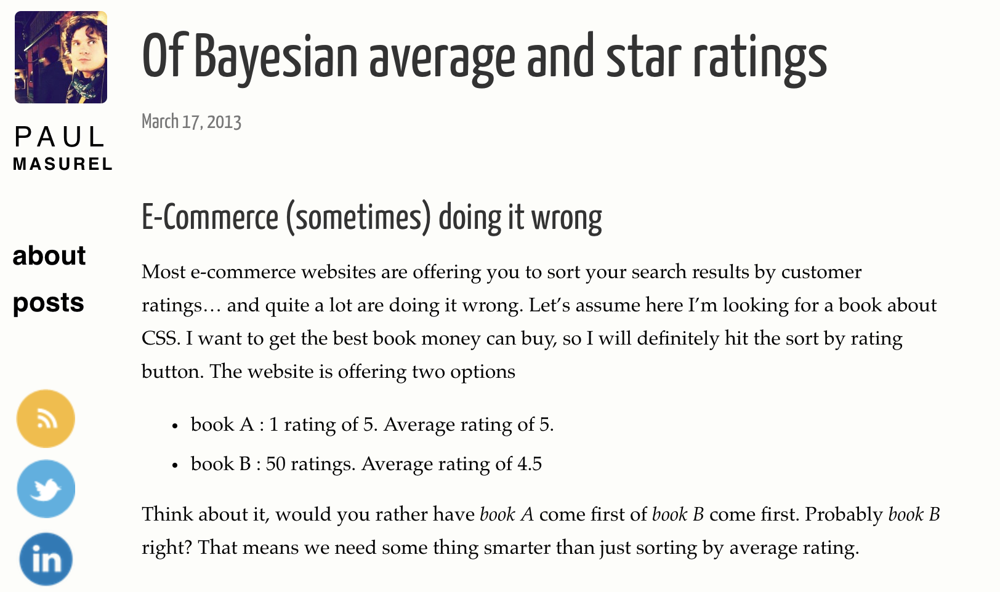 Of Bayesian average and star ratings
March 17, 2013
PAUL
MASUREL
about
posts
in
E-Commerce (sometimes) doing it wrong
Most e-commerce websites are offering you to sort your search results by customer
ratings… and quite a lot are doing it wrong. Let’s assume here I’m looking for a book about
CSS. I want to get the best book money can buy, so I will definitely hit the sort by rating
button. The website is offering two options
• book A : 1 rating of 5. Average rating of 5.
• book B : 50 ratings. Average rating of 4.5
Think about it, would you rather have book A come first of book B come first. Probably book B
right? That means we need some thing smarter than just sorting by average rating.